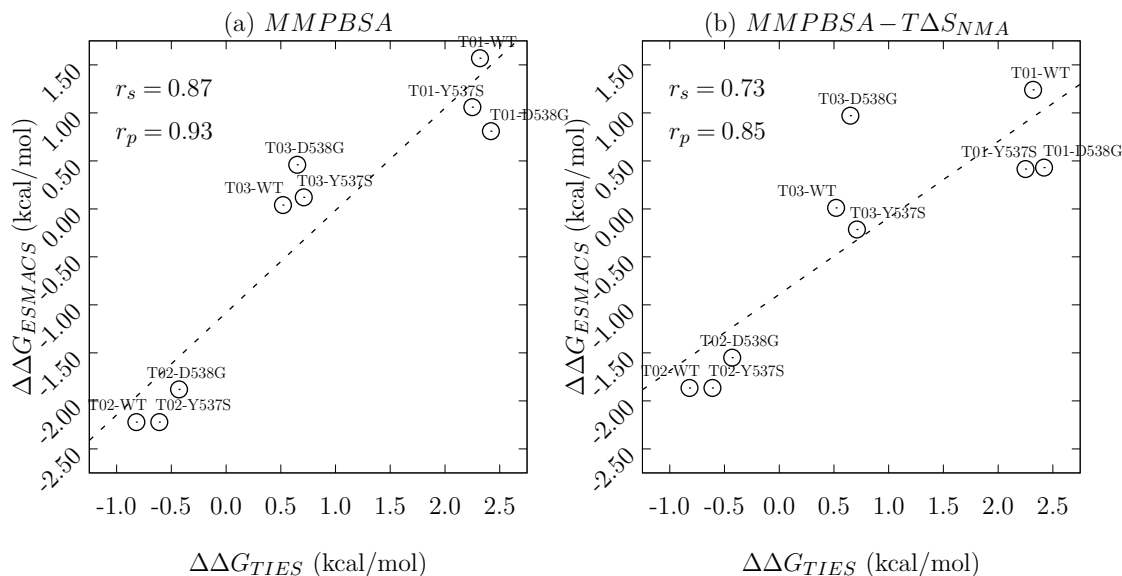 (a) MMPBSA
ΔΔG_ESMACS (kcal/mol)
1.50
1.00
0.50
0.00
-0.50
-1.00
-1.50
-2.00
-2.50
r_s = 0.87
r_p = 0.93
T01-WT
T01-Y537S
T01-D538G
T03-D538G
T03-Y537S
T03-WT
T02-D538G
T02-WT
T02-Y537S
-1.0 -0.5 0.0 0.5 1.0 1.5 2.0 2.5
ΔΔG_TIES (kcal/mol)
(b) MMPBSA − TΔS_NMA
ΔΔG_ESMACS (kcal/mol)
1.50
1.00
0.50
0.00
-0.50
-1.00
-1.50
-2.00
-2.50
r_s = 0.73
r_p = 0.85
T01-WT
T03-D538G
T01-Y537S
T01-D538G
T03-WT
T03-Y537S
T02-D538G
T02-WT
T02-Y537S
-1.0 -0.5 0.0 0.5 1.0 1.5 2.0 2.5
ΔΔG_TIES (kcal/mol)